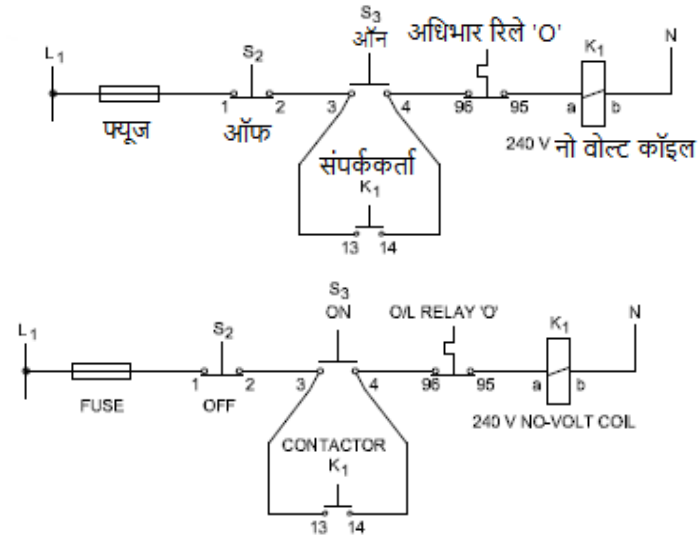 S3
ऑन
अधिभार रिले 'O'
K1
N
L1
S2
1 2 3 4 96 95 a b
फ्यूज
ऑफ
240 V नो वोल्ट कॉइल
संपर्ककर्ता
K1
13 14
S3
ON
O/L RELAY 'O'
K1
N
L1
S2
1 2 3 4 96 95 a b
FUSE
OFF
240 V NO-VOLT COIL
CONTACTOR
K1
13 14